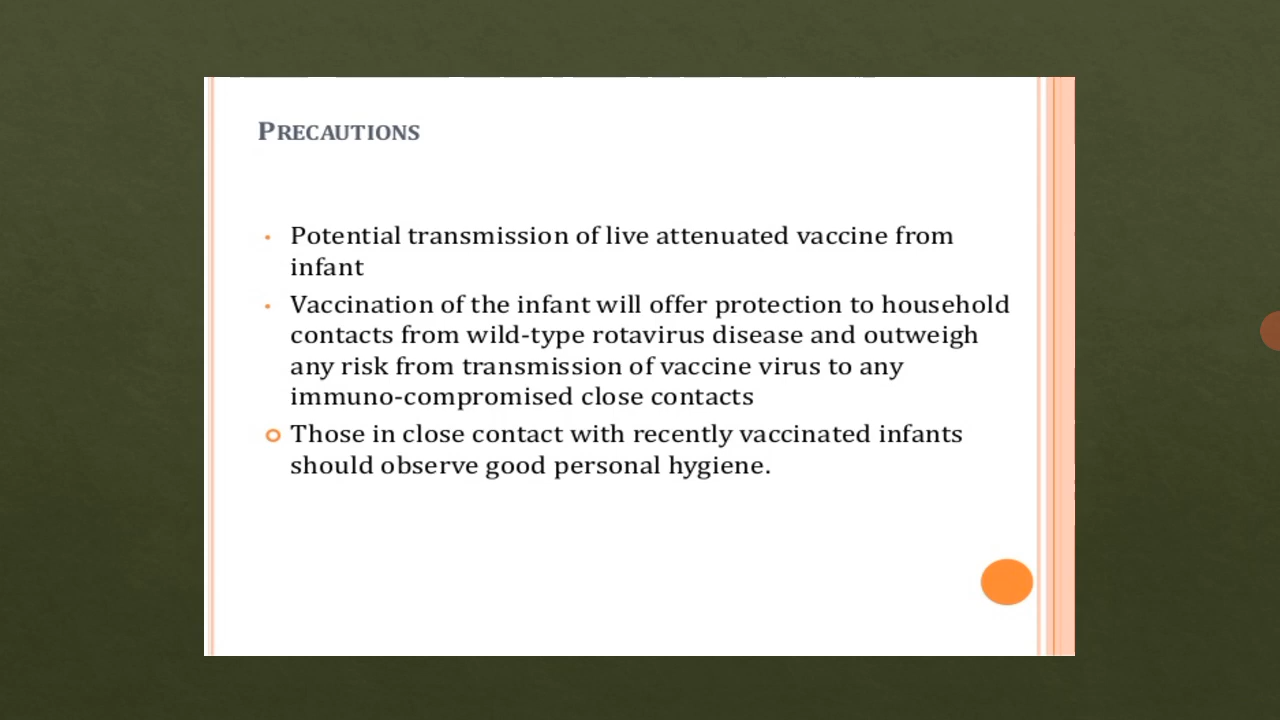 PRECAUTIONS
Potential transmission of live attenuated vaccine from
infant
Vaccination of the infant will offer protection to household
contacts from wild-type rotavirus disease and outweigh
any risk from transmission of vaccine virus to any
immuno-compromised close contacts
Those in close contact with recently vaccinated infants
should observe good personal hygiene.